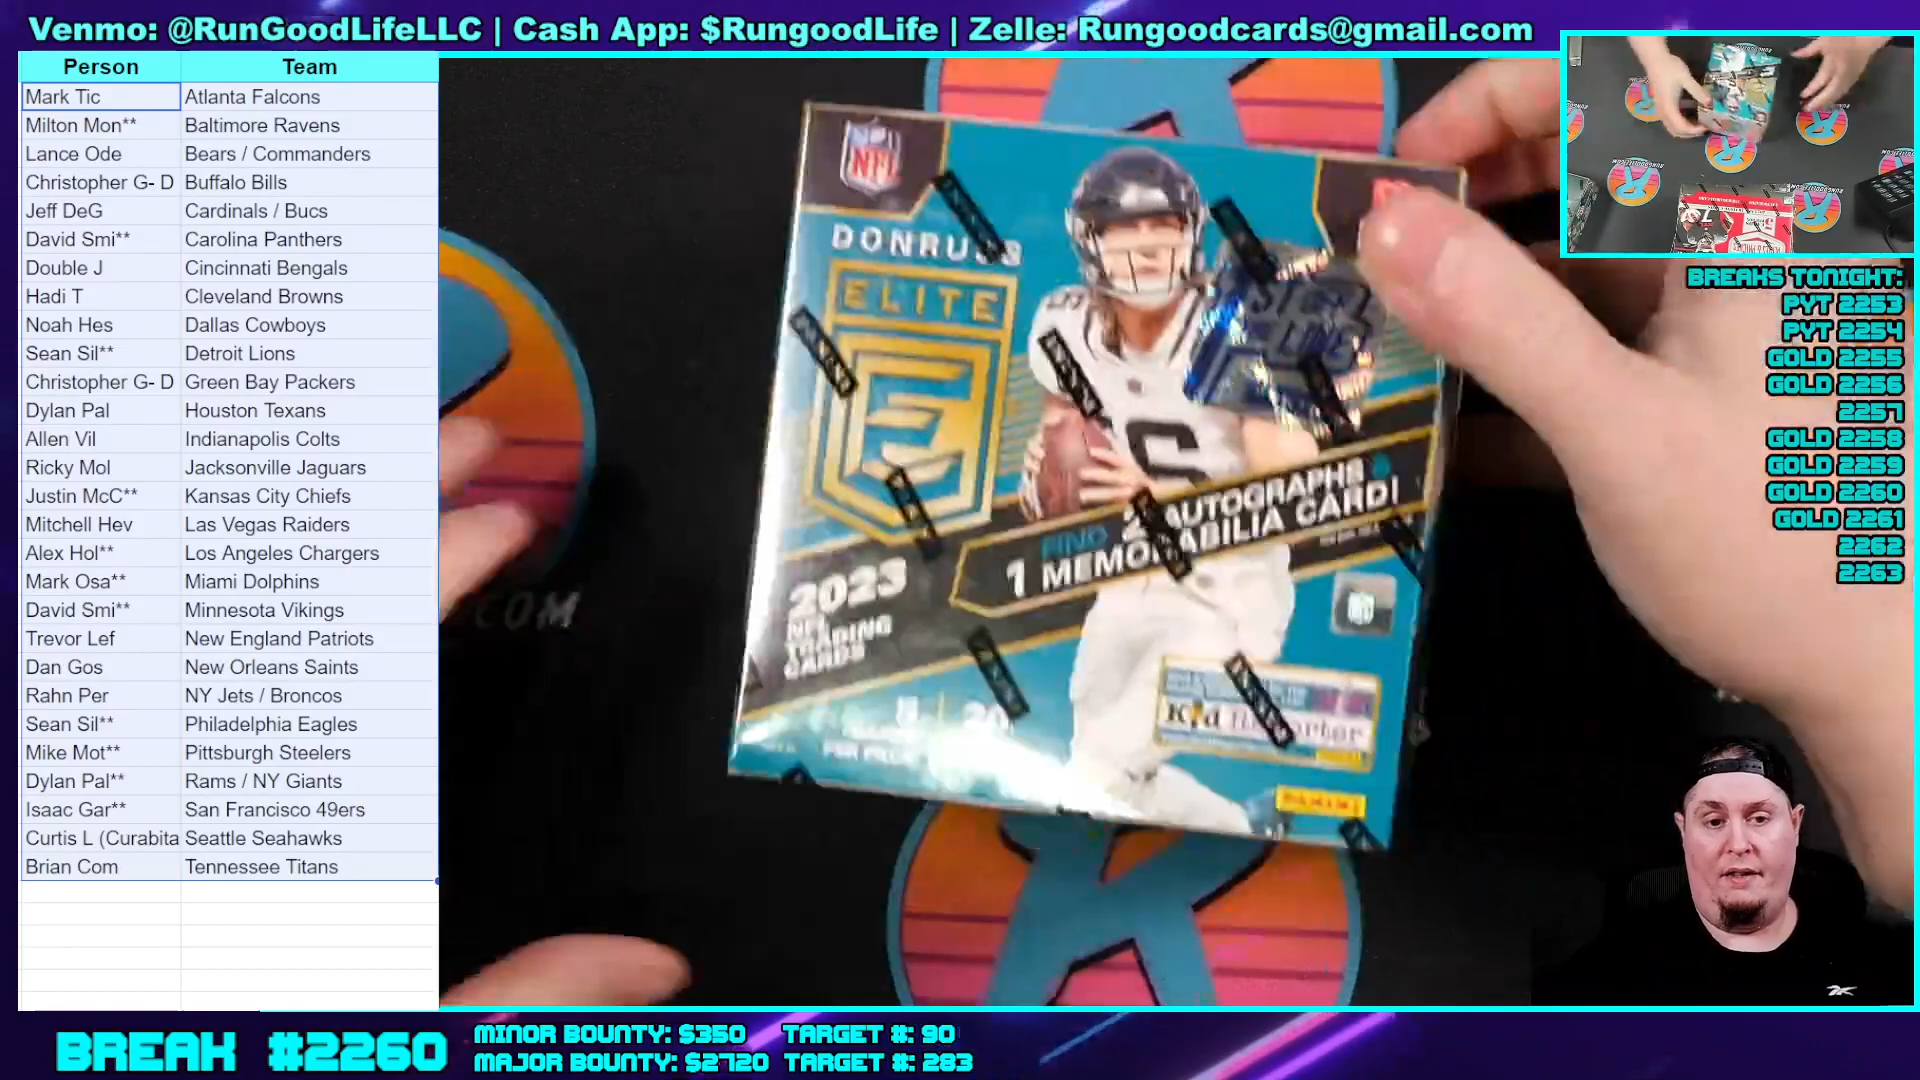 Venmo: @RunGoodLifeLLC | Cash App: $RungoodLife | Zelle: Rungoodcards@gmail.com
Person Team
Mark Tic Atlanta Falcons
Milton Mon** Baltimore Ravens
Lance Ode Bears / Commanders
Christopher G- D Buffalo Bills
Jeff DeG Cardinals / Bucs
David Smi** Carolina Panthers
Double J Cincinnati Bengals
Hadi T Cleveland Browns
Noah Hes Dallas Cowboys
Sean Sil** Detroit Lions
Christopher G- D Green Bay Packers
Dylan Pal Houston Texans
Allen Vil Indianapolis Colts
Ricky Mol Jacksonville Jaguars
Justin McC** Kansas City Chiefs
Mitchell Hev Las Vegas Raiders
Alex Hol** Los Angeles Chargers
Mark Osa** Miami Dolphins
David Smi** Minnesota Vikings
Trevor Lef New England Patriots
Dan Gos New Orleans Saints
Rahn Per NY Jets / Broncos
Sean Sil** Philadelphia Eagles
Mike Mot** Pittsburgh Steelers
Dylan Pal** Rams / NY Giants
Isaac Gar** San Francisco 49ers
Curtis L (Curabita Seattle Seahawks
Brian Com Tennessee Titans
NFL
DONRUSS
ELITE
FIND 2 AUTOGRAPHS &
1 MEMORABILIA CARD!
2023
NFL
TRADING
CARDS
Kid Reporter
PANINI
.COM
BREAKS TONIGHT:
PYT 2253
PYT 2254
GOLD 2255
GOLD 2256
2257
GOLD 2258
GOLD 2259
GOLD 2260
GOLD 2261
2262
2263
BREAK #2260
MINOR BOUNTY: $350 TARGET #: 90
MAJOR BOUNTY: $2720 TARGET #: 283